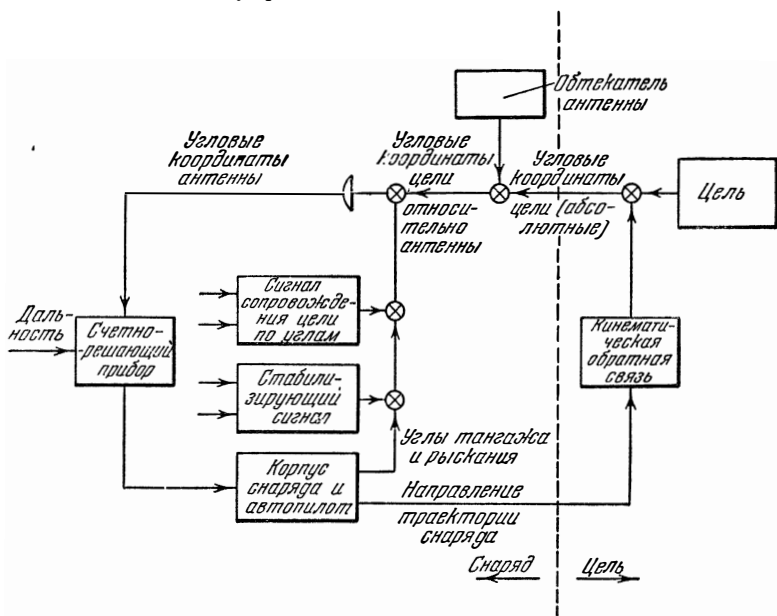 Обтекатель
антенны
Угловые
координаты
антенны
Угловые
координаты
цели
относи-
тельно
антенны
Угловые
координаты
цели (абсо-
лютные)
Цель
Сигнал
сопровожде-
ния цели
по углам
Даль-
ность
Счетно-
-решающий
прибор
Кинемати-
ческая
обратная
связь
Стабили-
зирующий
сигнал
Углы тангажа
и рыскания
Корпус
снаряда и
автопилот
Направление
траектории
снаряда
Снаряд
Цель